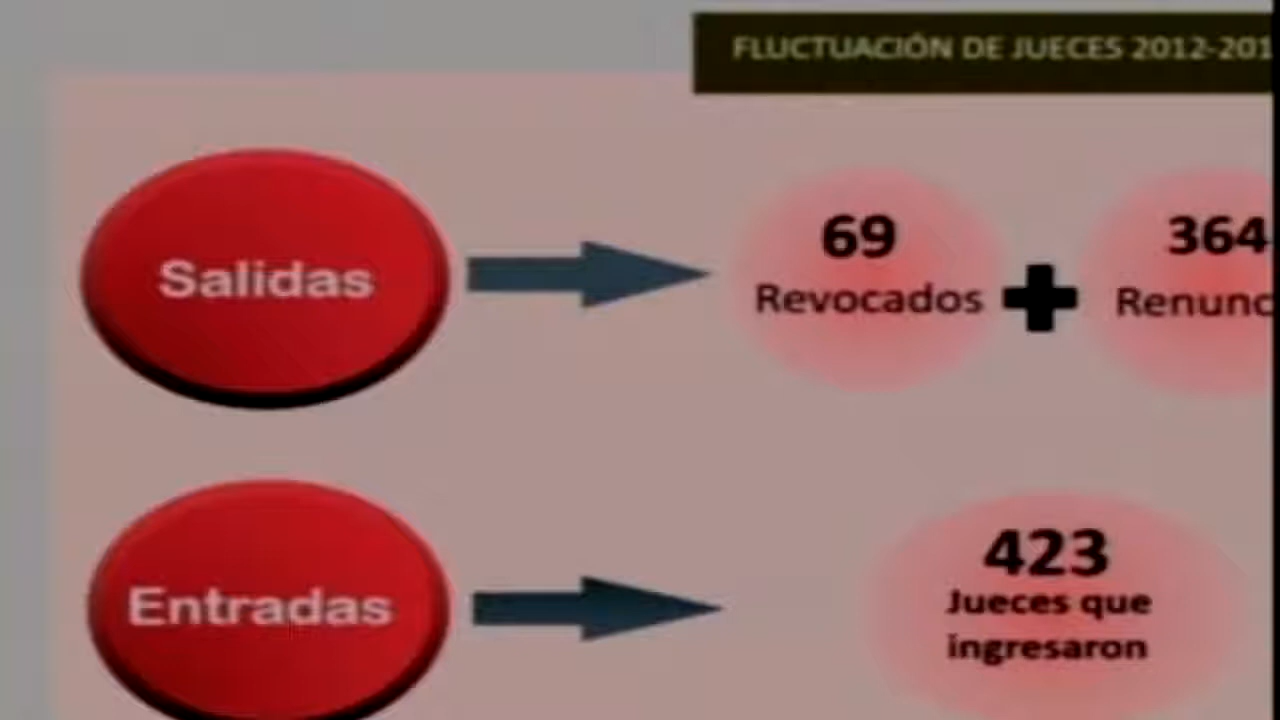 FLUCTUACIÓN DE JUECES 2012-201
Salidas
69
Revocados
364
Renunc
Entradas
423
Jueces que
ingresaron